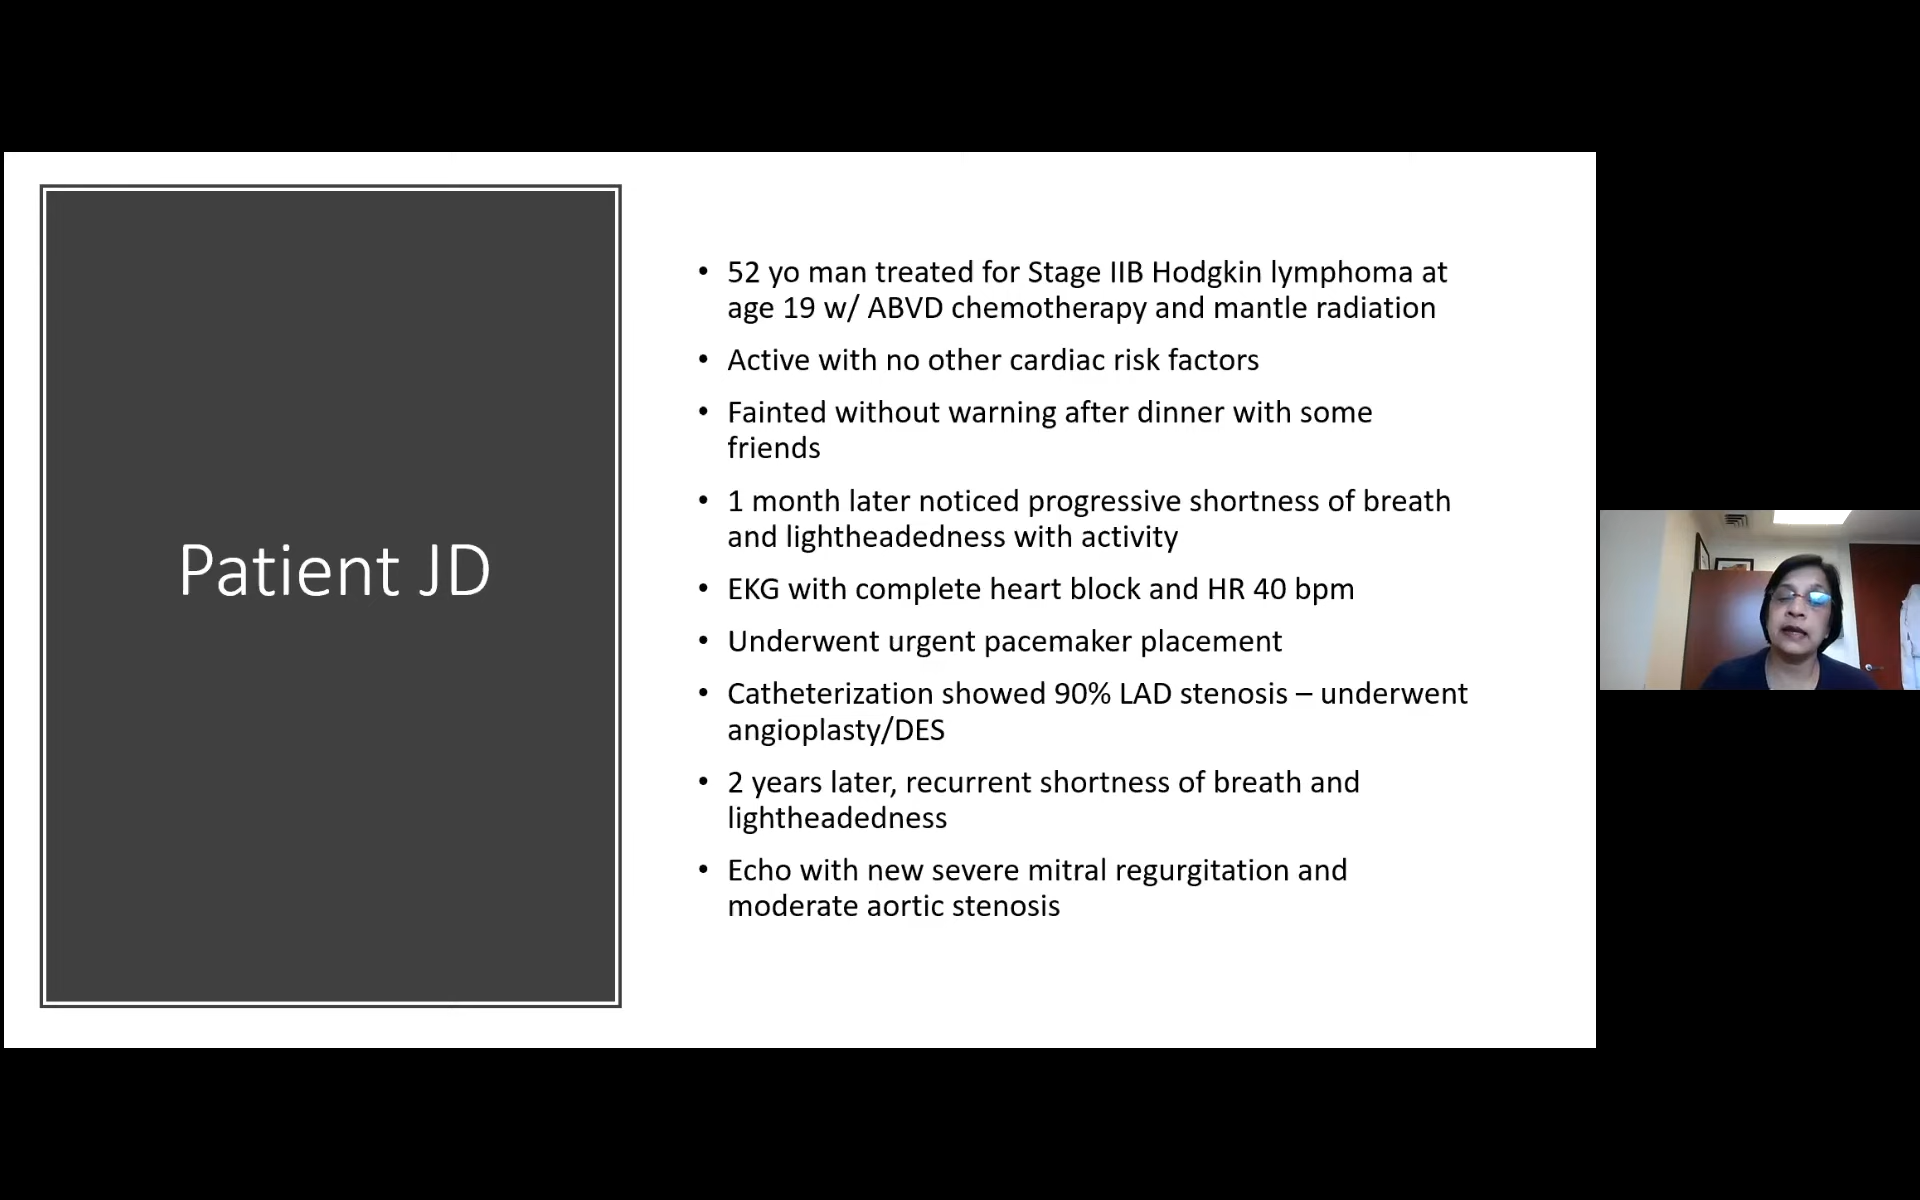 Patient JD
• 52 yo man treated for Stage IIB Hodgkin lymphoma at
age 19 w/ ABVD chemotherapy and mantle radiation
• Active with no other cardiac risk factors
• Fainted without warning after dinner with some
friends
• 1 month later noticed progressive shortness of breath
and lightheadedness with activity
• EKG with complete heart block and HR 40 bpm
• Underwent urgent pacemaker placement
• Catheterization showed 90% LAD stenosis – underwent
angioplasty/DES
• 2 years later, recurrent shortness of breath and
lightheadedness
• Echo with new severe mitral regurgitation and
moderate aortic stenosis